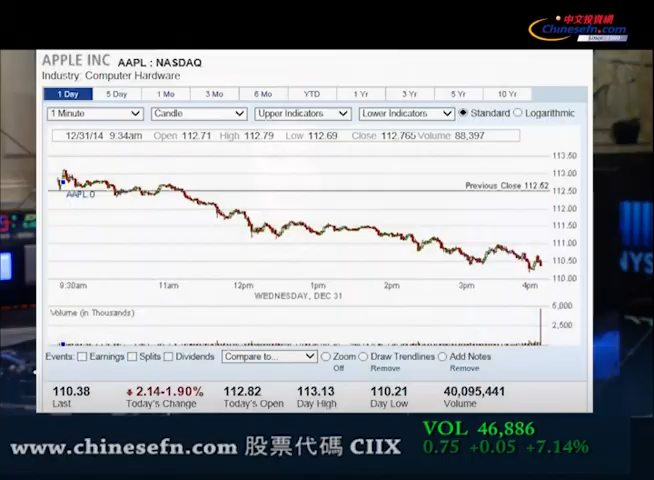 中文投資網
Chinesefn.com
APPLE INC AAPL : NASDAQ
Industry: Computer Hardware
1 Day 5 Day 1 Mo 3 Mo 6 Mo YTD 1 Yr 3 Yr 5 Yr 10 Yr
1 Minute Candle Upper Indicators Lower Indicators Standard Logarithmic
12/31/14 9:34am Open 112.71 High 112.79 Low 112.69 Close 112.765 Volume 88,397
113.50
113.00
Previous Close 112.52
112.50
AAPL.O
112.00
111.50
111.00
110.50
110.00
9:30am 11am 12pm 1pm 2pm 3pm 4pm
WEDNESDAY, DEC 31
6,000
Volume (in Thousands)
2,500
Events: Earnings Splits Dividends Compare to... Zoom Draw Trendlines Add Notes
Off Remove Remove
110.38 2.14-1.90% 112.82 113.13 110.21 40,095,441
Last Today's Change Today's Open Day High Day Low Volume
www.chinesefn.com 股票代碼 CIIX
VOL 46,886
0.75 +0.05 +7.14%
NYS